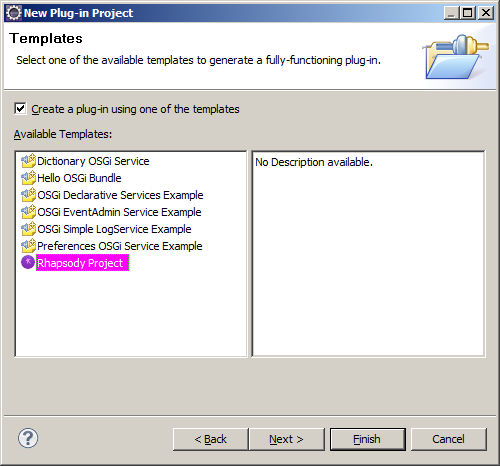 New Plug-in Project
Templates
Select one of the available templates to generate a fully-functioning plug-in.
Create a plug-in using one of the templates
Available Templates:
Dictionary OSGi Service
Hello OSGi Bundle
OSGi Declarative Services Example
OSGi EventAdmin Service Example
OSGi Simple LogService Example
Preferences OSGi Service Example
Rhapsody Project
No Description available.
?
< Back
Next >
Finish
Cancel